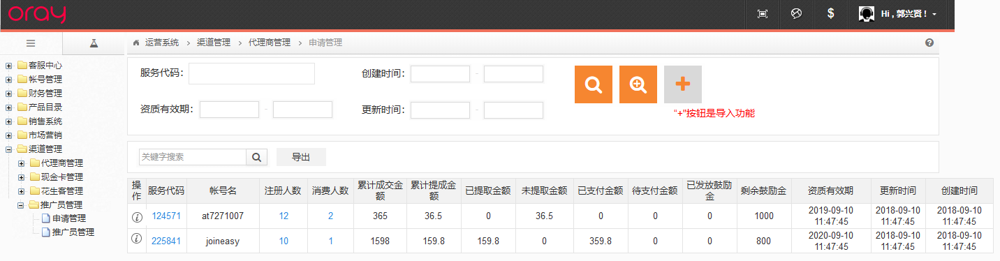 oray
$
Hi , 郭兴贤 !
运营系统 > 渠道管理 > 代理商管理 > 申请管理
客服中心
帐号管理
财务管理
产品目录
销售系统
市场营销
渠道管理
代理商管理
现金卡管理
花生客管理
推广员管理
申请管理
推广员管理
服务代码：
创建时间： -
资质有效期： -
更新时间： -
“+”按钮是导入功能
关键字搜索
导出
操作 服务代码 帐号名 注册人数 消费人数 累计成交金额 累计提成金额 已提取金额 未提取金额 已支付金额 待支付金额 已发放鼓励金 剩余鼓励金 资质有效期 更新时间 创建时间
124571 at7271007 12 2 365 36.5 0 36.5 0 0 0 1000 2019-09-10 11:47:45 2018-09-10 11:47:45 2018-09-10 11:47:45
225841 joineasy 10 1 1598 159.8 159.8 0 359.8 0 0 800 2020-09-10 11:47:45 2018-09-10 11:47:45 2018-09-10 11:47:45